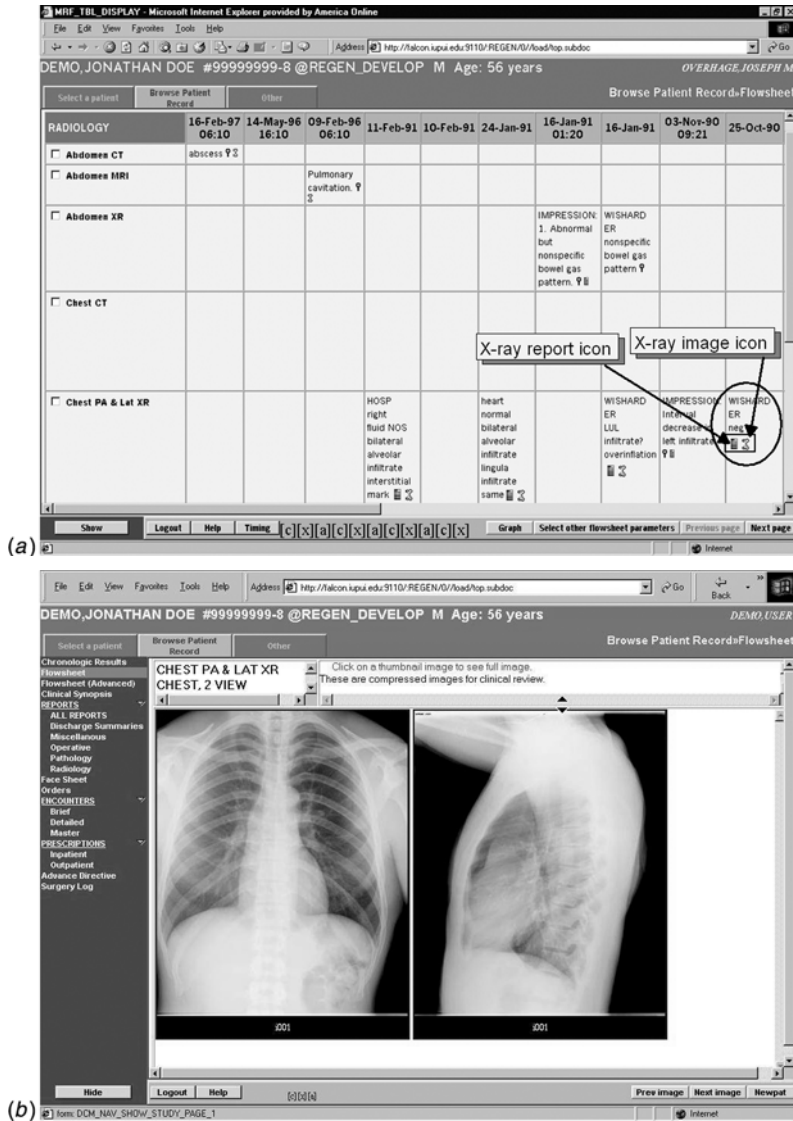 MRF_TBL_DISPLAY - Microsoft Internet Explorer provided by America Online
File Edit View Favorites Tools Help
Address http://falcon.iupui.edu:9110/:REGEN/0//load/top.subdoc Go
DEMO,JONATHAN DOE #99999999-8 @REGEN_DEVELOP M Age: 56 years OVERHAGE,JOSEPH M
Select a patient Browse Patient Record Other Browse Patient Record»Flowsheet
RADIOLOGY 16-Feb-97 06:10 14-May-96 16:10 09-Feb-96 06:10 11-Feb-91 10-Feb-91 24-Jan-91 16-Jan-91 01:20 16-Jan-91 03-Nov-90 09:21 25-Oct-90
Abdomen CT abscess
Abdomen MRI Pulmonary cavitation.
Abdomen XR IMPRESSION: 1. Abnormal but nonspecific bowel gas pattern. WISHARD ER nonspecific bowel gas pattern
Chest CT
X-ray report icon X-ray image icon
Chest PA & Lat XR HOSP right fluid NOS bilateral alveolar infiltrate interstitial mark heart normal bilateral alveolar infiltrate lingula infiltrate same WISHARD ER LUL infiltrate? overinflation IMPRESSION: Interval decrease left infiltrate WISHARD ER neg
Show Logout Help Timing [c][x][a][c][x][a][c][x][a][c][x] Graph Select other flowsheet parameters Previous page Next page
Internet
(a)
File Edit View Favorites Tools Help Address http://falcon.iupui.edu:9110/:REGEN/0//load/top.subdoc Go Back
DEMO,JONATHAN DOE #99999999-8 @REGEN_DEVELOP M Age: 56 years DEMO,USER
Select a patient Browse Patient Record Other Browse Patient Record»Flowsheet
Chronologic Results
Flowsheet
Flowsheet (Advanced)
Clinical Synopsis
REPORTS
ALL REPORTS
Discharge Summaries
Miscellanous
Operative
Pathology
Radiology
Face Sheet
Orders
ENCOUNTERS
Brief
Detailed
Master
PRESCRIPTIONS
Inpatient
Outpatient
Advance Directive
Surgery Log
CHEST PA & LAT XR
CHEST, 2 VIEW
Click on a thumbnail image to see full image.
These are compressed images for clinical review.
i001 i001
Hide Logout Help [c][x][a] Prev image Next image Newpat
form: DCM_NAV_SHOW_STUDY_PAGE_1 Internet
(b)